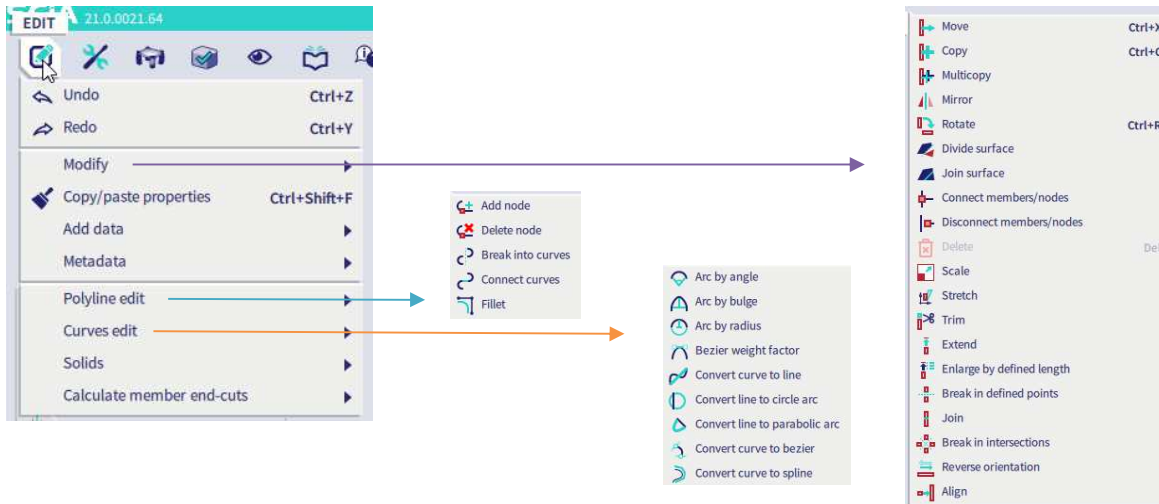 EDIT
21.0.0021.64
Undo Ctrl+Z
Redo Ctrl+Y
Modify
Copy/paste properties Ctrl+Shift+F
Add data
Metadata
Polyline edit
Curves edit
Solids
Calculate member end-cuts
Add node
Delete node
Break into curves
Connect curves
Fillet
Arc by angle
Arc by bulge
Arc by radius
Bezier weight factor
Convert curve to line
Convert line to circle arc
Convert line to parabolic arc
Convert curve to bezier
Convert curve to spline
Move Ctrl+X
Copy Ctrl+C
Multicopy
Mirror
Rotate Ctrl+R
Divide surface
Join surface
Connect members/nodes
Disconnect members/nodes
Delete De
Scale
Stretch
Trim
Extend
Enlarge by defined length
Break in defined points
Join
Break in intersections
Reverse orientation
Align